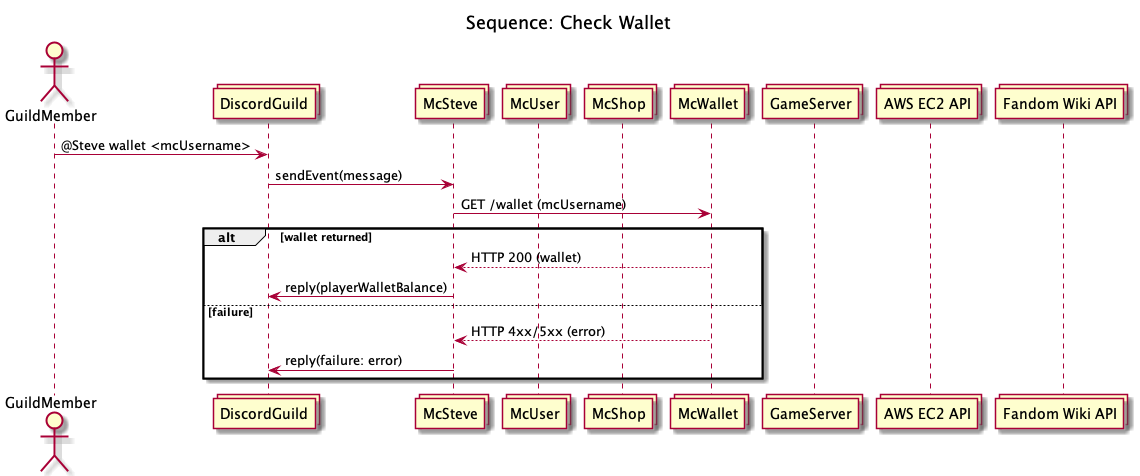 Sequence: Check Wallet
GuildMember
DiscordGuild
McSteve
McUser
McShop
McWallet
GameServer
AWS EC2 API
Fandom Wiki API
@Steve wallet <mcUsername>
sendEvent(message)
GET /wallet (mcUsername)
alt
[wallet returned]
HTTP 200 (wallet)
reply(playerWalletBalance)
[failure]
HTTP 4xx/5xx (error)
reply(failure: error)
GuildMember
DiscordGuild
McSteve
McUser
McShop
McWallet
GameServer
AWS EC2 API
Fandom Wiki API